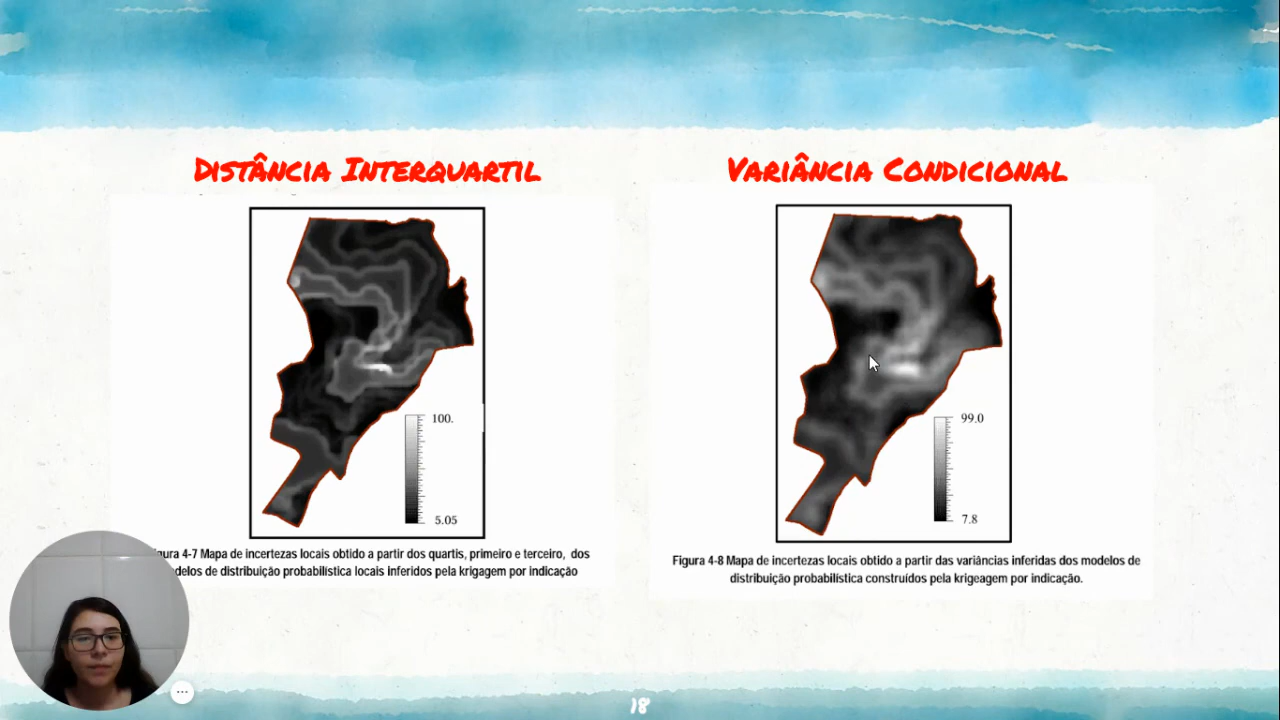 Distância Interquartil
Variância Condicional
100.
5.05
99.0
7.8
gura 4-7 Mapa de incertezas locais obtido a partir dos quartis, primeiro e terceiro, dos
delos de distribuição probabilística locais inferidos pela krigagem por indicação
Figura 4-8 Mapa de incertezas locais obtido a partir das variâncias inferidas dos modelos de
distribuição probabilística construídos pela krigeagem por indicação.
18